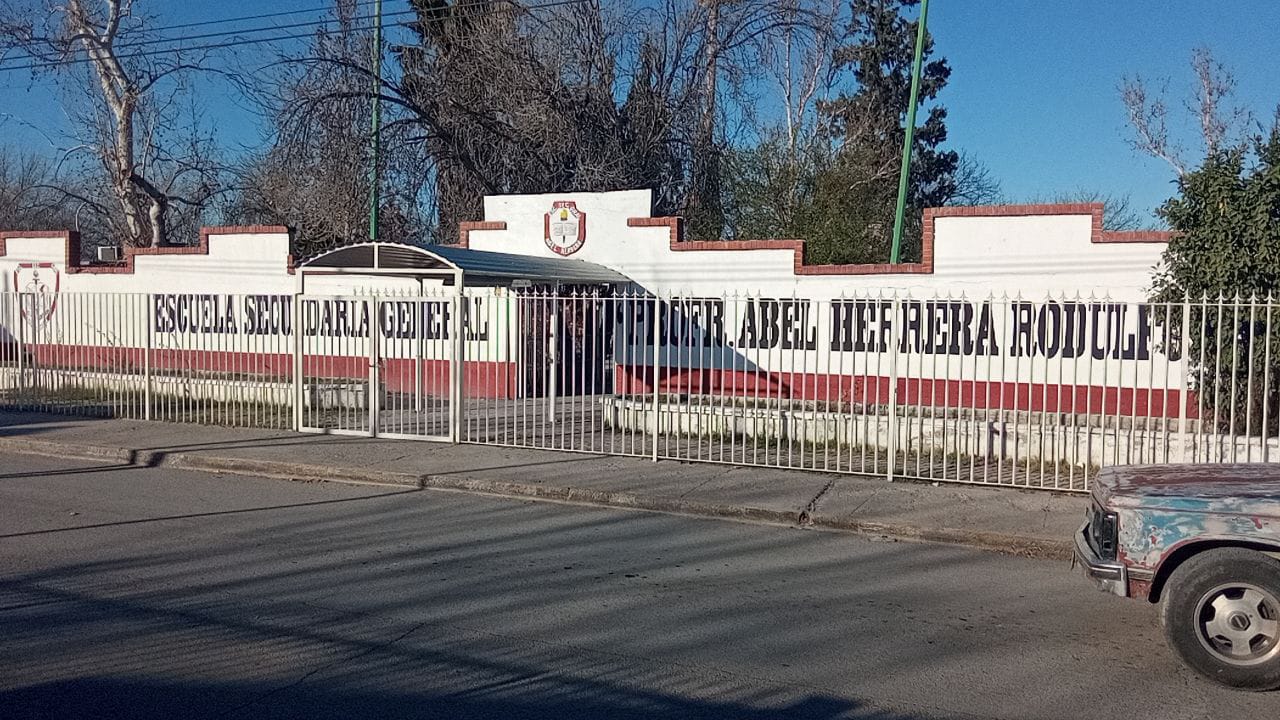 ESCUELA SECUNDARIA GENERAL "PROFR. ABEL HERRERA RODULFO